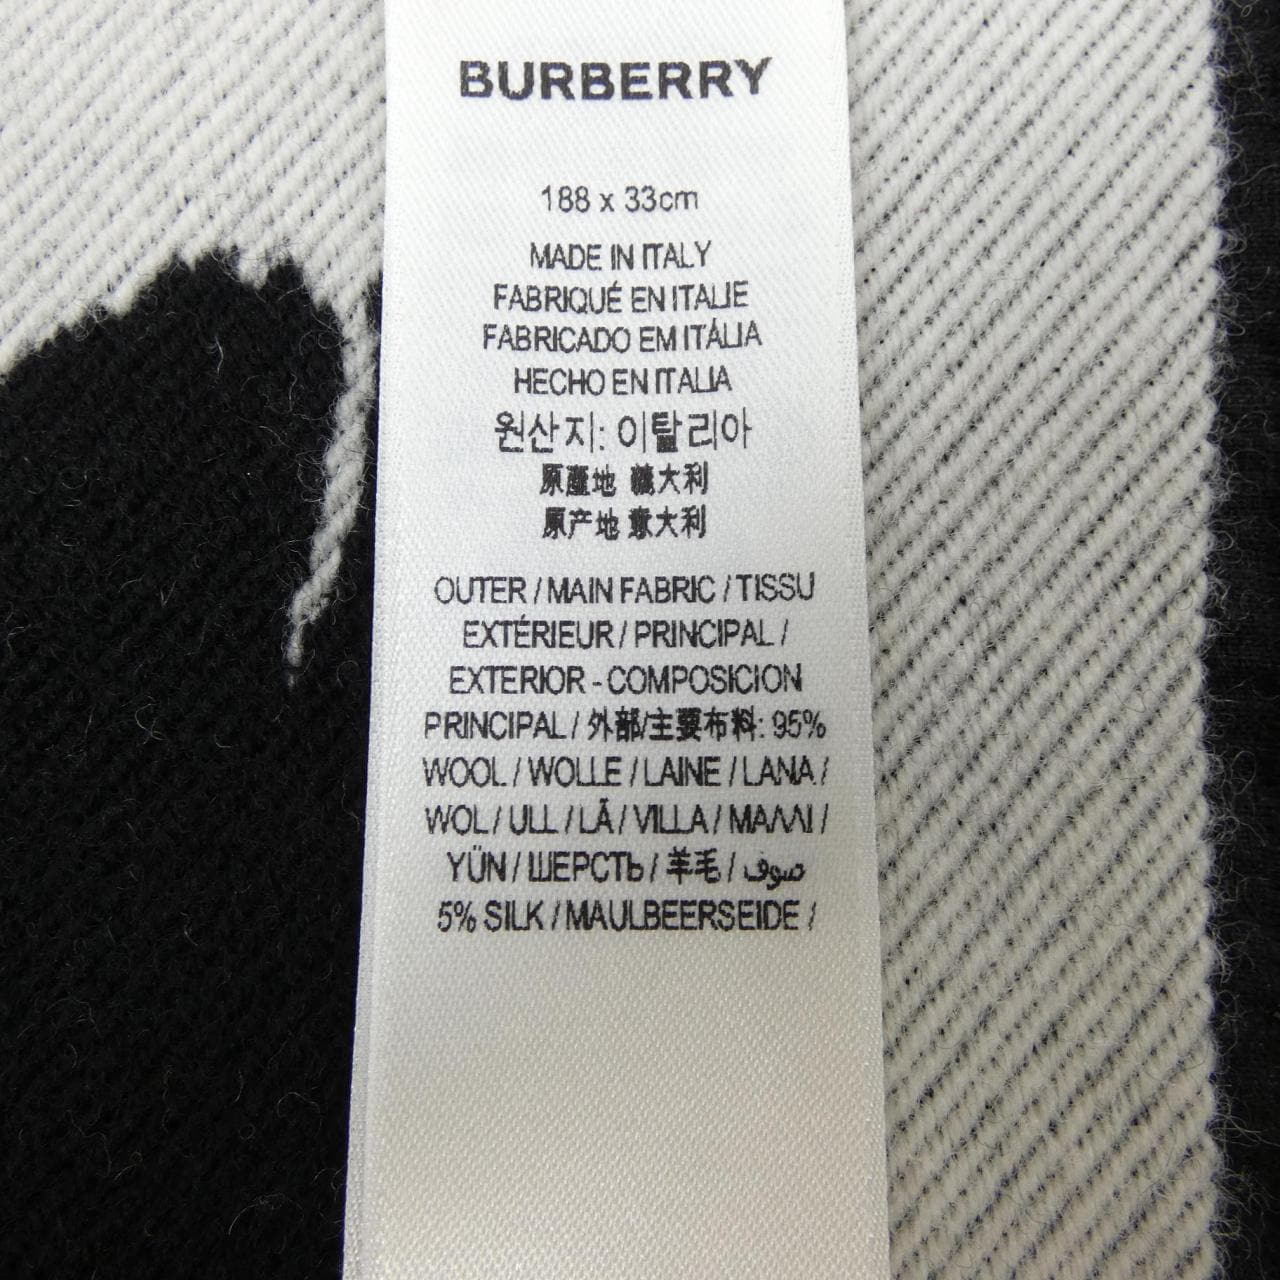 BURBERRY
188 x 33cm
MADE IN ITALY
FABRIQUÉ EN ITALIE
FABRICADO EM ITÁLIA
HECHO EN ITALIA
원산지: 이탈리아
原產地 義大利
原产地 意大利
OUTER / MAIN FABRIC / TISSU
EXTÉRIEUR / PRINCIPAL /
EXTERIOR - COMPOSICION
PRINCIPAL / 外部/主要布料: 95%
WOOL / WOLLE / LAINE / LANA /
WOL / ULL / LÃ / VILLA / ΜΑΛΛΙ /
YÜN / ШЕРСТЬ / 羊毛 / صوف
5% SILK / MAULBEERSEIDE /